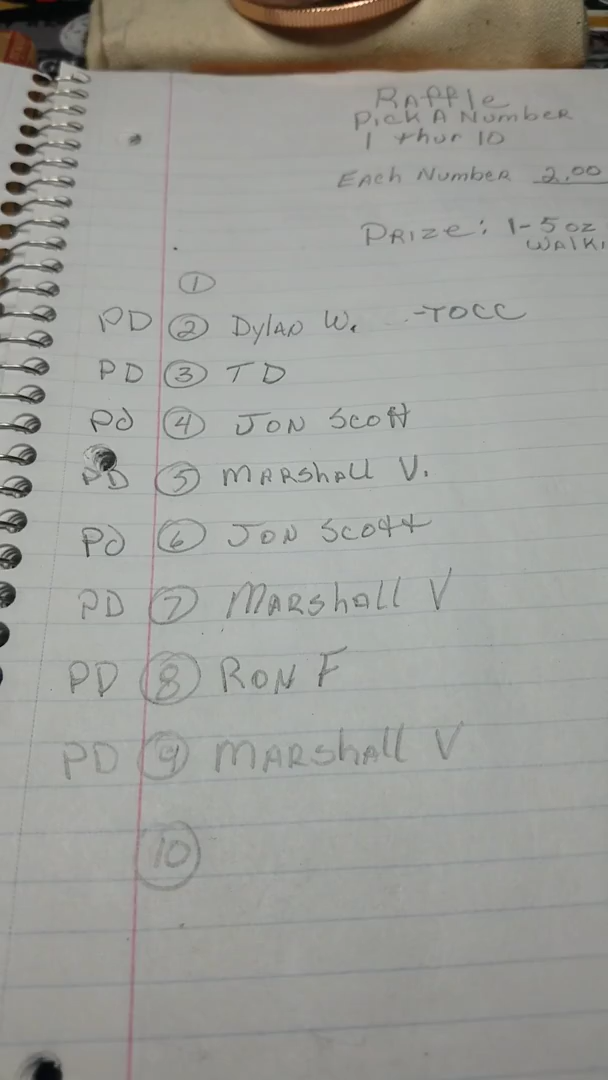 Raffle
Pick A Number
1 thur 10
Each Number 2.00
Prize: 1-5 oz
①
PD ② Dylan W. -TOCC
PD ③ TD
Pd ④ Jon Scott
PD ⑤ Marshall V.
Pd ⑥ Jon Scott
PD ⑦ Marshall V
PD ⑧ Ron F
PD ⑨ Marshall V
⑩